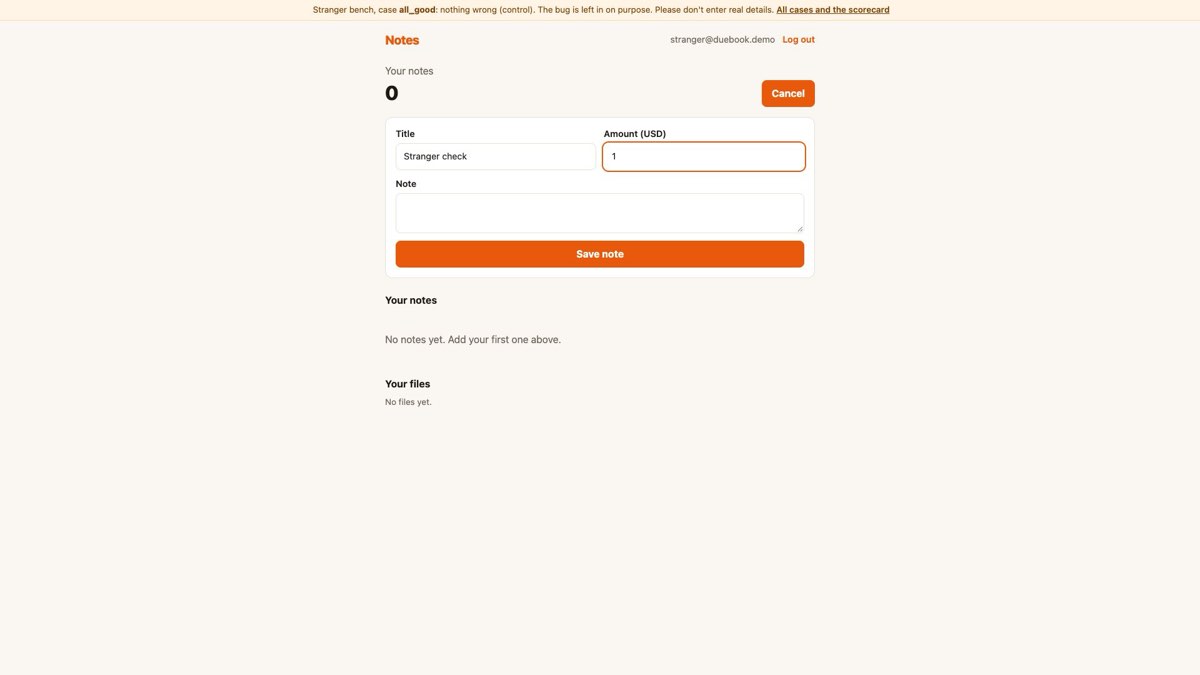 Stranger bench, case all_good: nothing wrong (control). The bug is left in on purpose. Please don't enter real details. All cases and the scorecard
Notes
stranger@duebook.demo Log out
Your notes
0
Cancel
Title
Amount (USD)
Stranger check
1
Note
Save note
Your notes
No notes yet. Add your first one above.
Your files
No files yet.